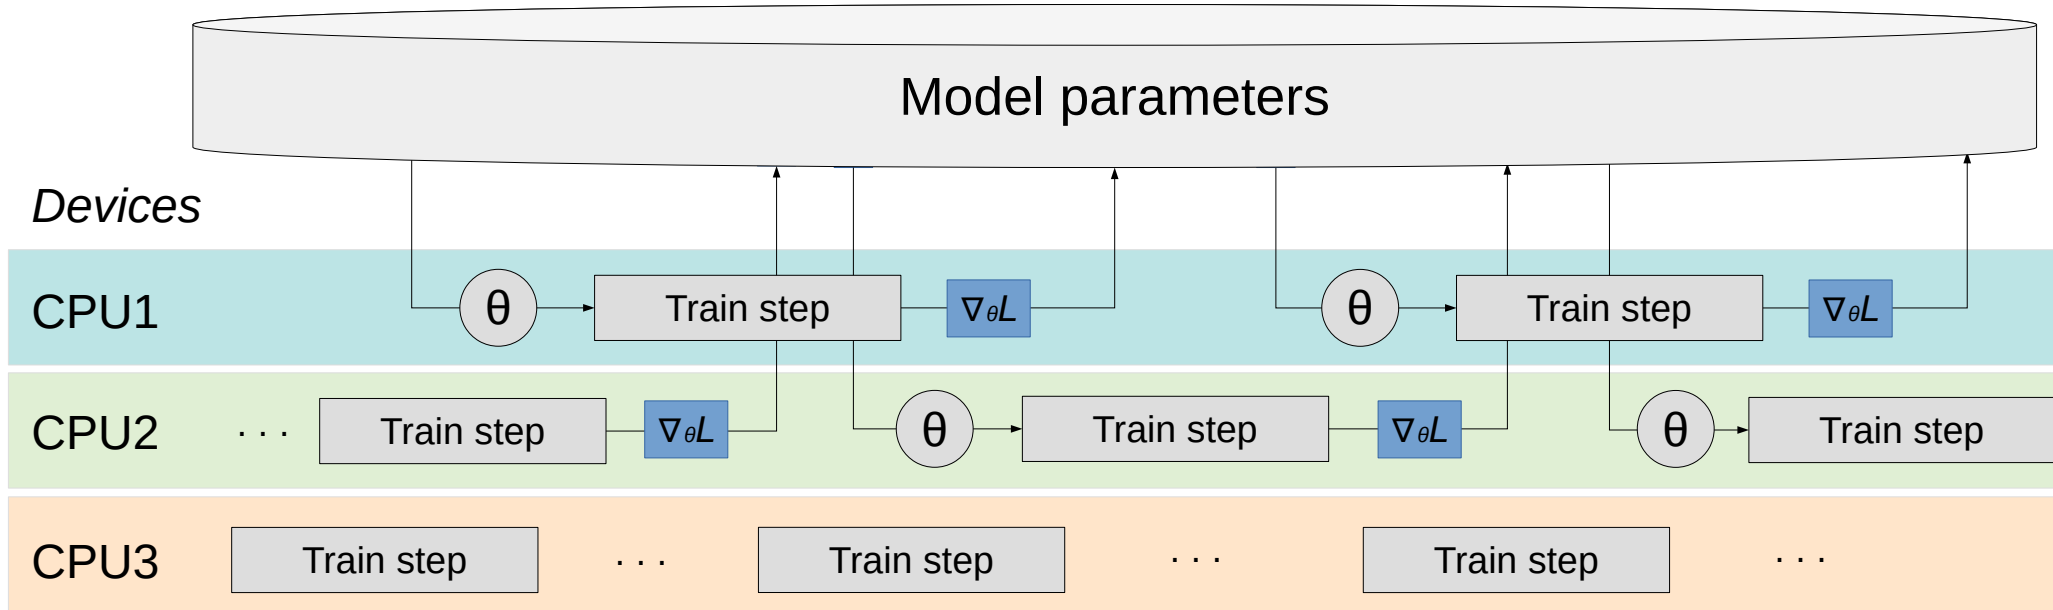 Model parameters
Devices
CPU1 θ Train step ∇θL θ Train step ∇θL
CPU2 . . . Train step ∇θL θ Train step ∇θL θ Train step
CPU3 Train step . . . Train step . . . Train step . . .